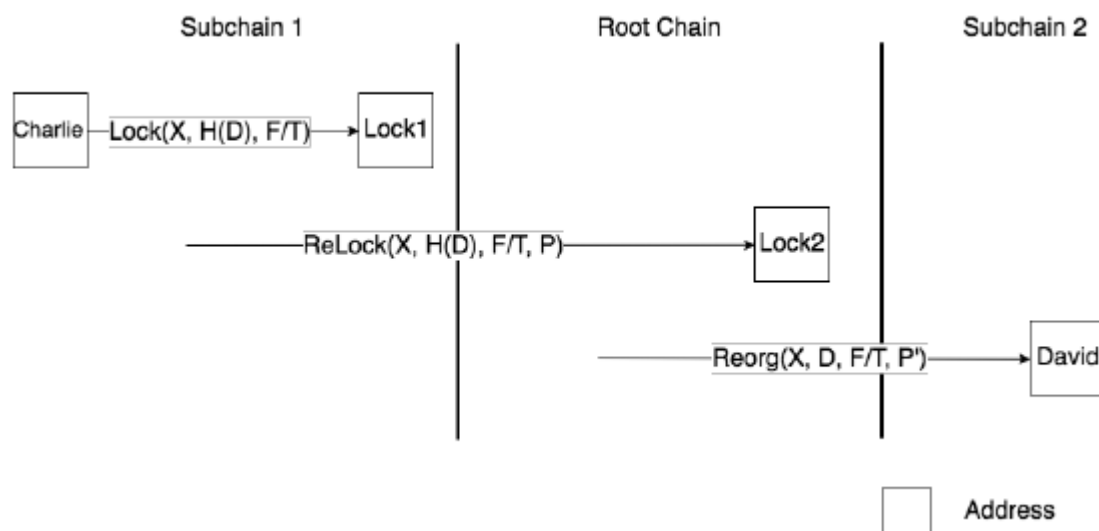 Subchain 1
Root Chain
Subchain 2
Charlie
Lock(X, H(D), F/T)
Lock1
ReLock(X, H(D), F/T, P)
Lock2
Reorg(X, D, F/T, P')
David
Address